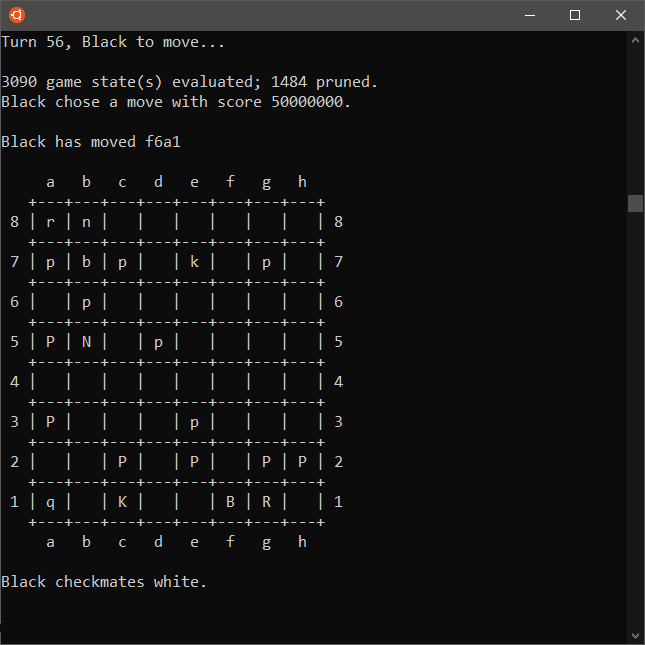 Turn 56, Black to move...
3090 game state(s) evaluated; 1484 pruned.
Black chose a move with score 50000000.
Black has moved f6a1
     a   b   c   d   e   f   g   h
   +---+---+---+---+---+---+---+---+
 8 | r | n |   |   |   |   |   |   | 8
   +---+---+---+---+---+---+---+---+
 7 | p | b | p |   | k |   | p |   | 7
   +---+---+---+---+---+---+---+---+
 6 |   | p |   |   |   |   |   |   | 6
   +---+---+---+---+---+---+---+---+
 5 | P | N |   | p |   |   |   |   | 5
   +---+---+---+---+---+---+---+---+
 4 |   |   |   |   |   |   |   |   | 4
   +---+---+---+---+---+---+---+---+
 3 | P |   |   |   | p |   |   |   | 3
   +---+---+---+---+---+---+---+---+
 2 |   |   | P |   | P |   | P | P | 2
   +---+---+---+---+---+---+---+---+
 1 | q |   | K |   |   | B | R |   | 1
   +---+---+---+---+---+---+---+---+
     a   b   c   d   e   f   g   h
Black checkmates white.